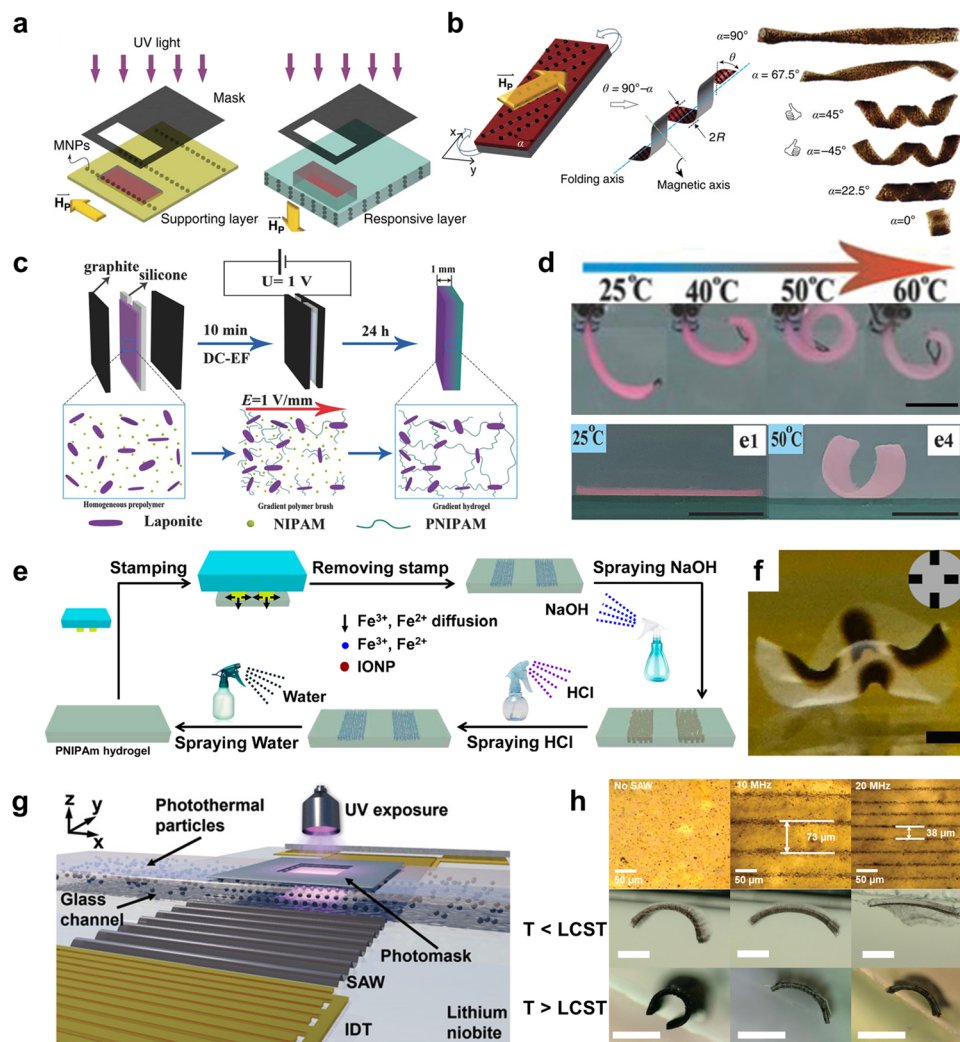 a
UV light
Mask
MNPs
H_P
Supporting layer
H_P
Responsive layer
b
H_P
α
x
y
θ = 90°−α
θ
2R
Folding axis
Magnetic axis
α=90°
α = 67.5°
α=45°
α=−45°
α=22.5°
α=0°
c
graphite
silicone
U= 1 V
10 min
DC-EF
24 h
1 mm
E=1 V/mm
Homogeneous prepolymer
Gradient polymer brush
Gradient hydrogel
Laponite
NIPAM
PNIPAM
d
25°C
40°C
50°C
60°C
25°C
e1
50°C
e4
e
Stamping
Removing stamp
Spraying NaOH
NaOH
Fe³⁺, Fe²⁺ diffusion
Fe³⁺, Fe²⁺
IONP
Water
HCl
Spraying Water
Spraying HCl
PNIPAm hydrogel
f
g
z
y
x
Photothermal
particles
UV exposure
Glass
channel
Photomask
SAW
IDT
Lithium
niobite
h
No SAW
10 MHz
20 MHz
73 μm
38 μm
50 μm
50 μm
50 μm
T < LCST
T > LCST